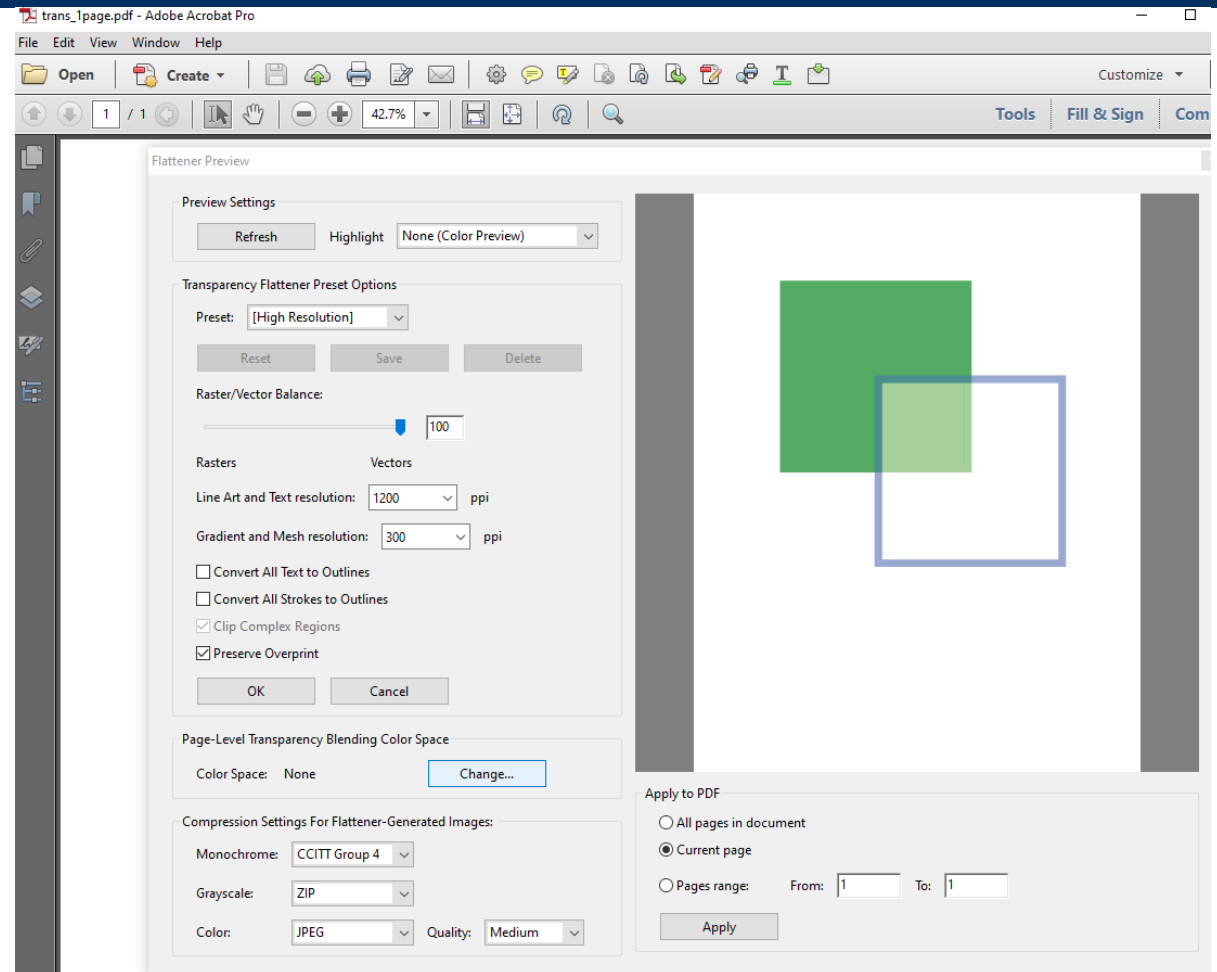 trans_1page.pdf - Adobe Acrobat Pro
File Edit View Window Help
Open Create Customize
1 / 1 42.7% Tools Fill & Sign Com
Flattener Preview
Preview Settings
Refresh Highlight None (Color Preview)
Transparency Flattener Preset Options
Preset: [High Resolution]
Reset Save Delete
Raster/Vector Balance:
100
Rasters Vectors
Line Art and Text resolution: 1200 ppi
Gradient and Mesh resolution: 300 ppi
Convert All Text to Outlines
Convert All Strokes to Outlines
Clip Complex Regions
Preserve Overprint
OK Cancel
Page-Level Transparency Blending Color Space
Color Space: None Change...
Compression Settings For Flattener-Generated Images:
Monochrome: CCITT Group 4
Grayscale: ZIP
Color: JPEG Quality: Medium
Apply to PDF
All pages in document
Current page
Pages range: From: 1 To: 1
Apply